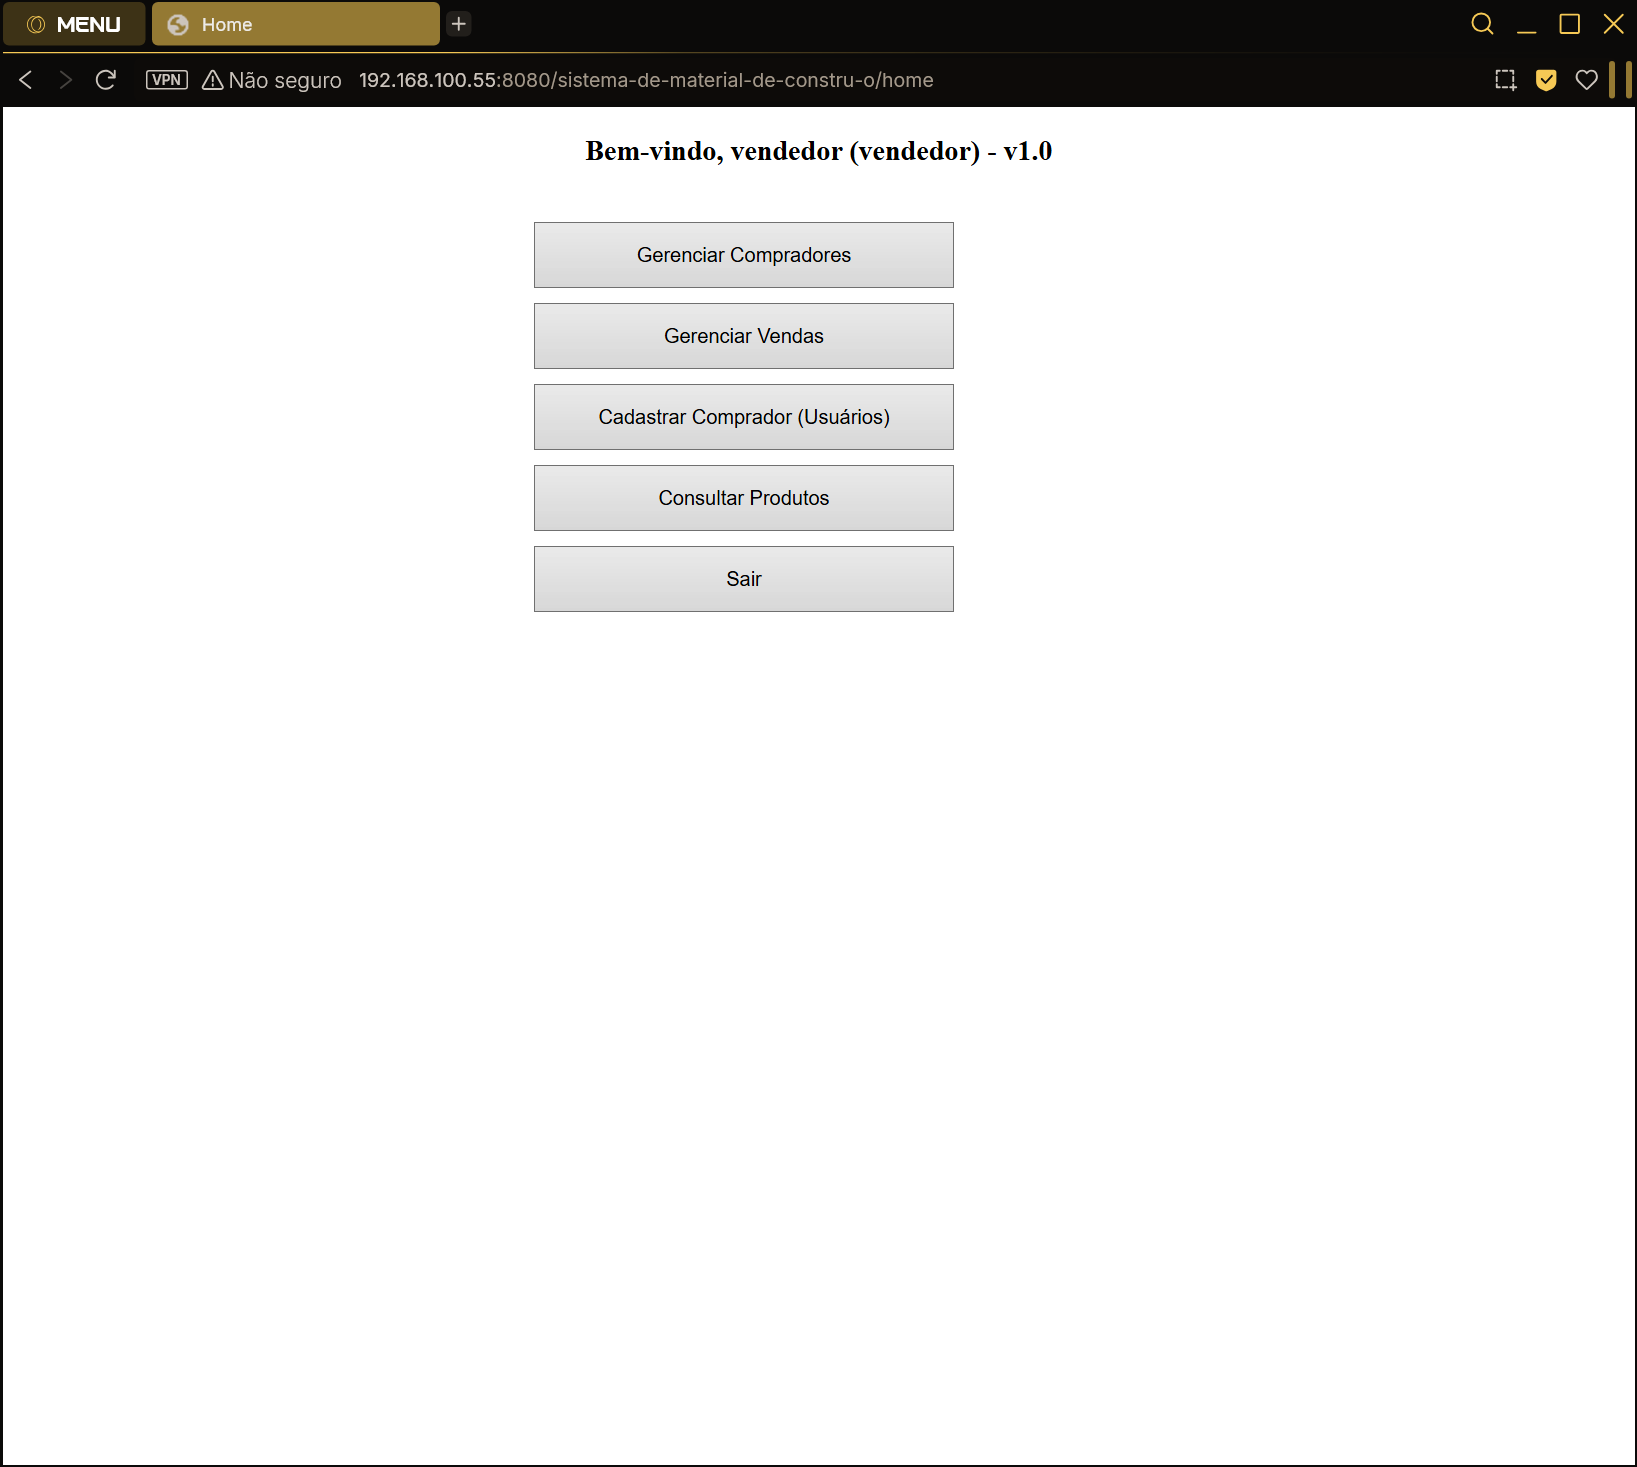 MENU
Home
VPN Não seguro 192.168.100.55:8080/sistema-de-material-de-constru-o/home
Bem-vindo, vendedor (vendedor) - v1.0
Gerenciar Compradores
Gerenciar Vendas
Cadastrar Comprador (Usuários)
Consultar Produtos
Sair